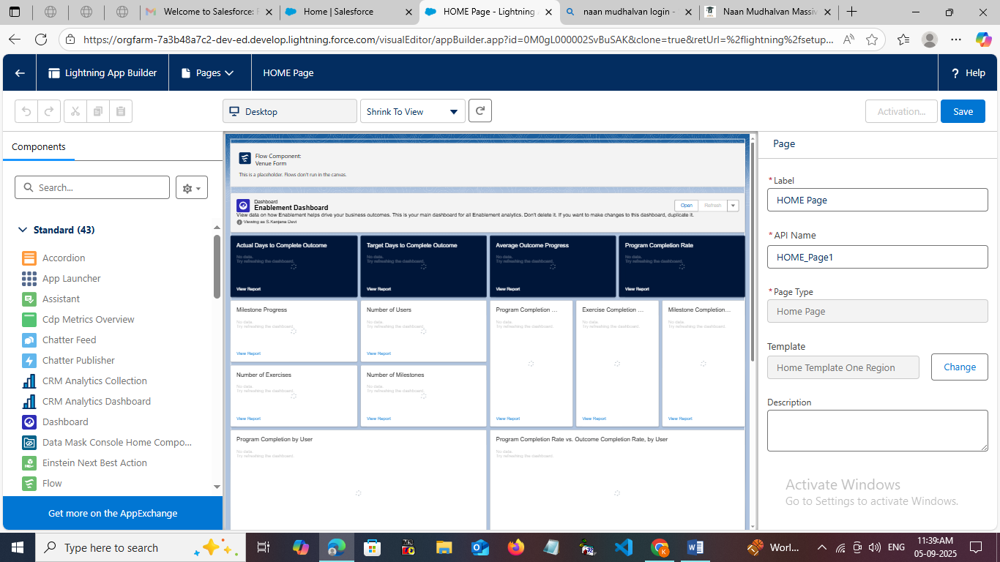 Welcome to Salesforce: F
Home | Salesforce
HOME Page - Lightning
naan mudhalvan login -
Naan Mudhalvan Massiv
https://orgfarm-7a3b48a7c2-dev-ed.develop.lightning.force.com/visualEditor/appBuilder.app?id=0M0gL000002SvBuSAK&clone=true&retUrl=%2flightning%2fsetup...
Lightning App Builder
Pages
HOME Page
? Help
Desktop
Shrink To View
Activation...
Save
Components
Search...
Standard (43)
Accordion
App Launcher
Assistant
Cdp Metrics Overview
Chatter Feed
Chatter Publisher
CRM Analytics Collection
CRM Analytics Dashboard
Dashboard
Data Mask Console Home Compo...
Einstein Next Best Action
Flow
Get more on the AppExchange
Flow Component:
Venue Form
This is a placeholder. Flows don't run in the canvas.
Dashboard
Enablement Dashboard
Open
Refresh
View data on how Enablement helps drive your business outcomes. This is your main dashboard for all Enablement analytics. Don't delete it. If you want to make changes to this dashboard, duplicate it.
Viewing as S.Kanjana Devi
Actual Days to Complete Outcome
No data.
Try refreshing the dashboard.
View Report
Target Days to Complete Outcome
No data.
Try refreshing the dashboard.
View Report
Average Outcome Progress
No data.
Try refreshing the dashboard.
View Report
Program Completion Rate
No data.
Try refreshing the dashboard.
View Report
Milestone Progress
No data.
Try refreshing the dashboard.
View Report
Number of Users
No data.
Try refreshing the dashboard.
View Report
Program Completion ...
No data.
Try refreshing the dashboard.
View Report
Exercise Completion ...
No data.
Try refreshing the dashboard.
View Report
Milestone Completion...
No data.
Try refreshing the dashboard.
View Report
Number of Exercises
No data.
Try refreshing the dashboard.
View Report
Number of Milestones
No data.
Try refreshing the dashboard.
View Report
Program Completion by User
No data.
Try refreshing the dashboard.
Program Completion Rate vs. Outcome Completion Rate, by User
No data.
Try refreshing the dashboard.
Page
*Label
HOME Page
*API Name
HOME_Page1
*Page Type
Home Page
Template
Home Template One Region
Change
Description
Activate Windows
Go to Settings to activate Windows.
Type here to search
Worl...
ENG
11:39 AM
05-09-2025